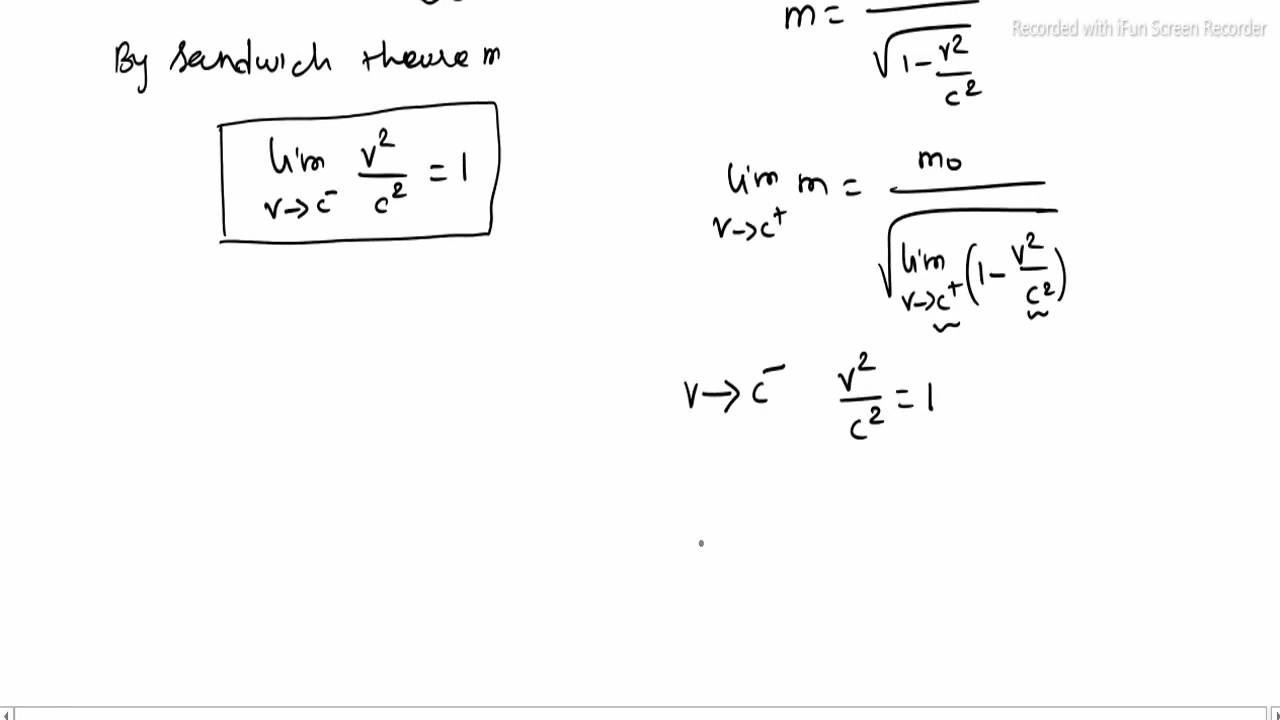 By sandwich theorem
lim v→c⁻ v²/c² = 1
m = / √(1 - v²/c²)
Recorded with iFun Screen Recorder
lim v→c⁺ m = m₀ / √(lim v→c⁺ (1 - v²/c²))
v→c⁻ v²/c² = 1